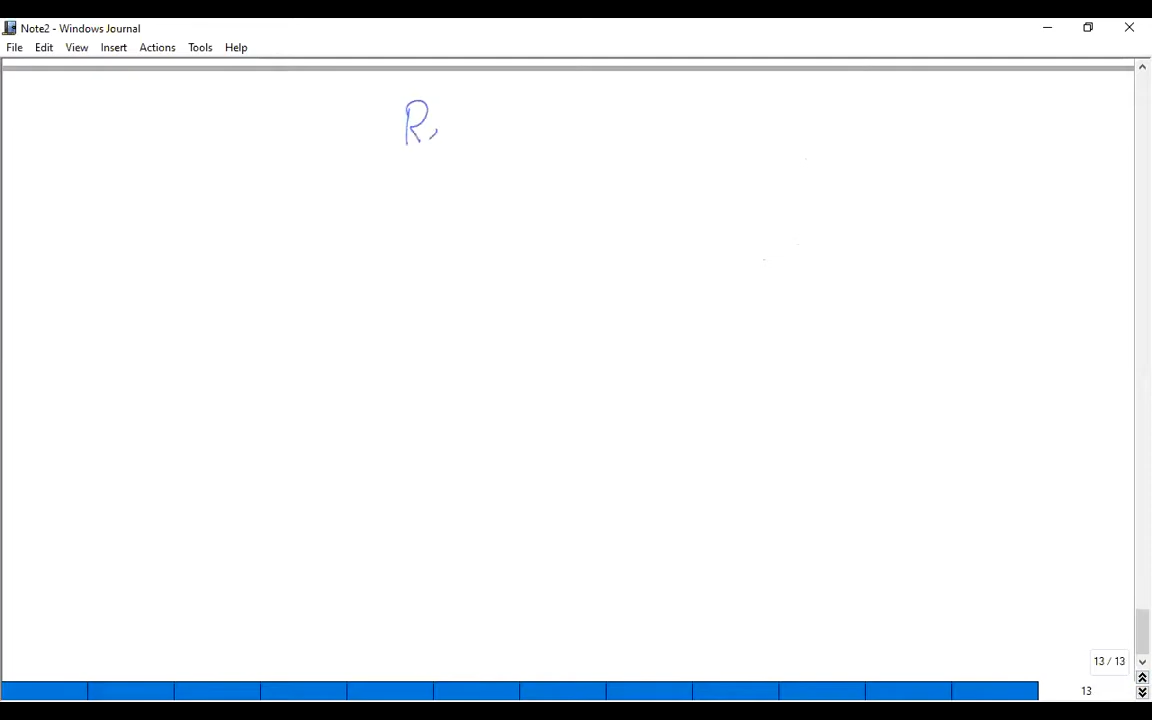 Note2 - Windows Journal
File Edit View Insert Actions Tools Help
R
13 / 13
13